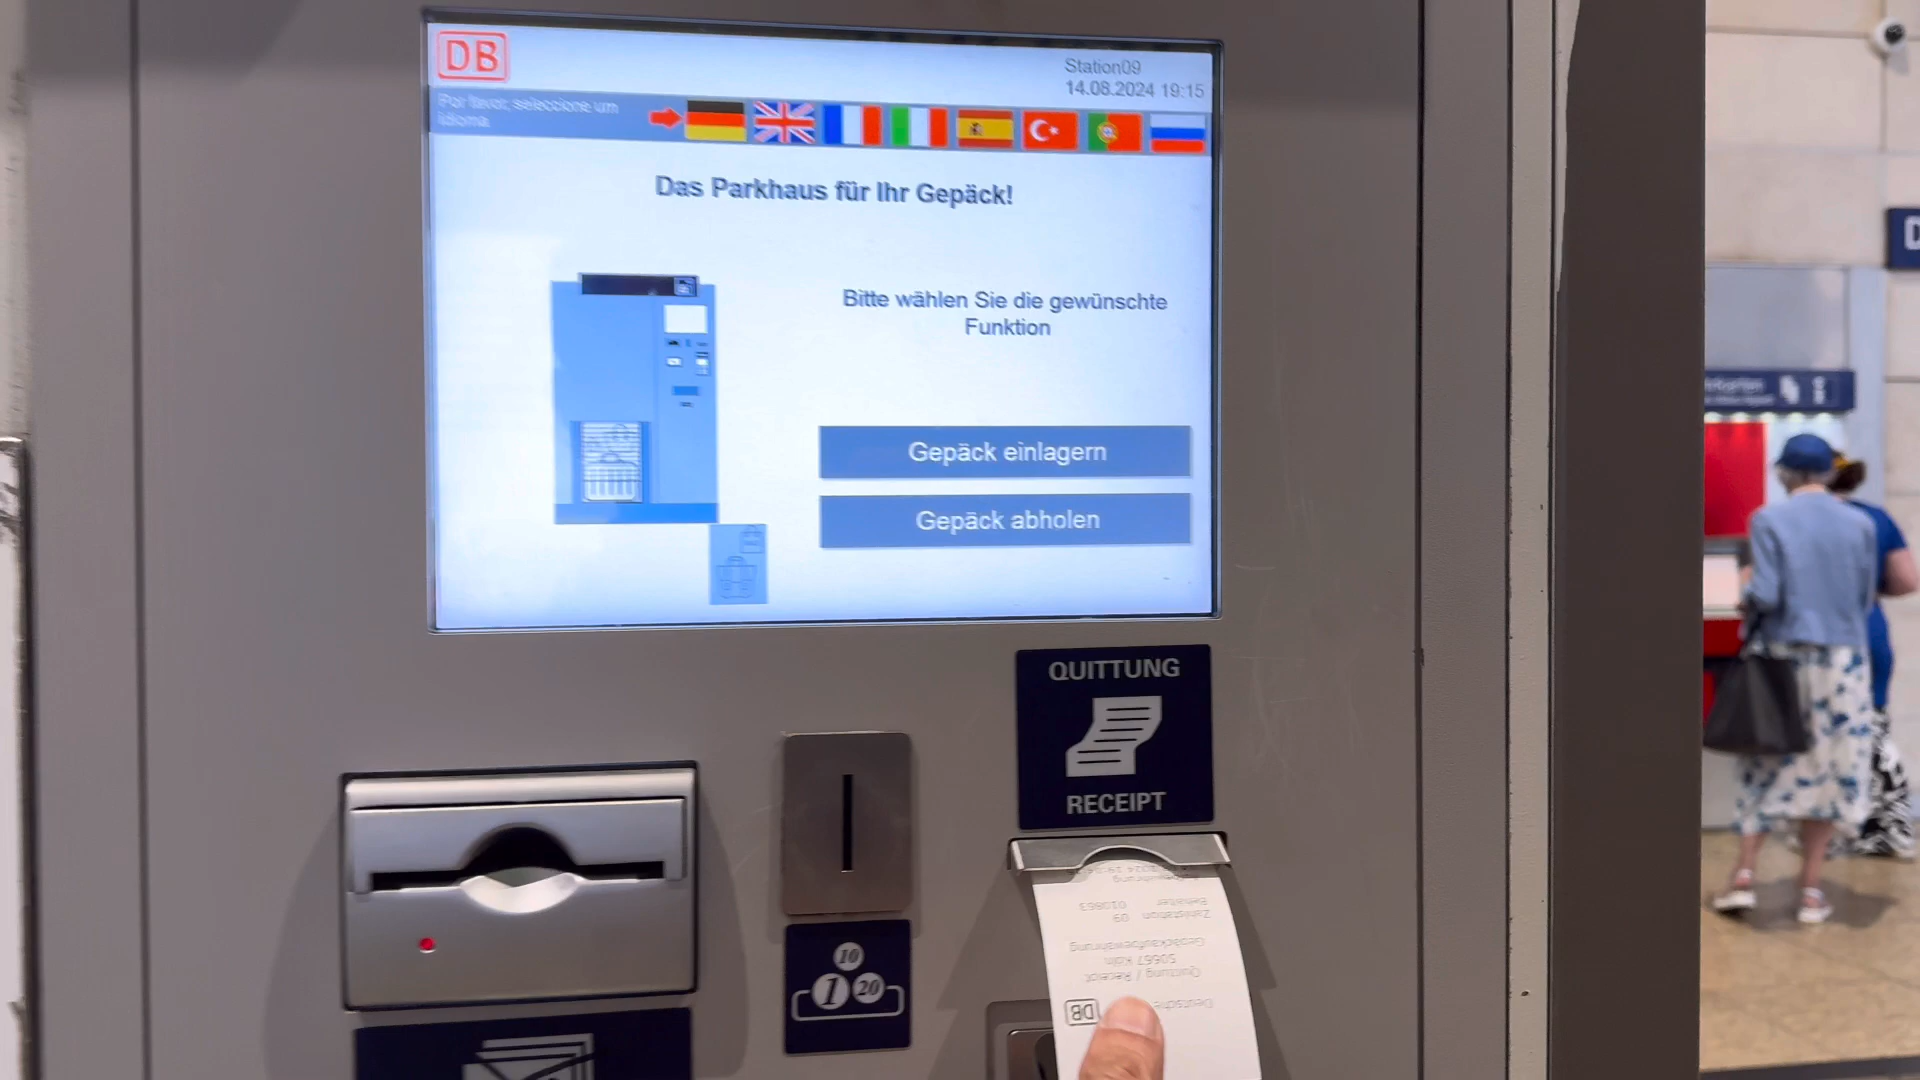 DB
Station09
14.08.2024 19:15
Por favor, seleccione um
idioma.
Das Parkhaus für Ihr Gepäck!
Bitte wählen Sie die gewünschte
Funktion
Gepäck einlagern
Gepäck abholen
QUITTUNG
RECEIPT
10
1 20
DB
Quittung / Receipt
50667 Köln
Gepäckaufbewahrung
Zahlstation 09
Behälter 010863